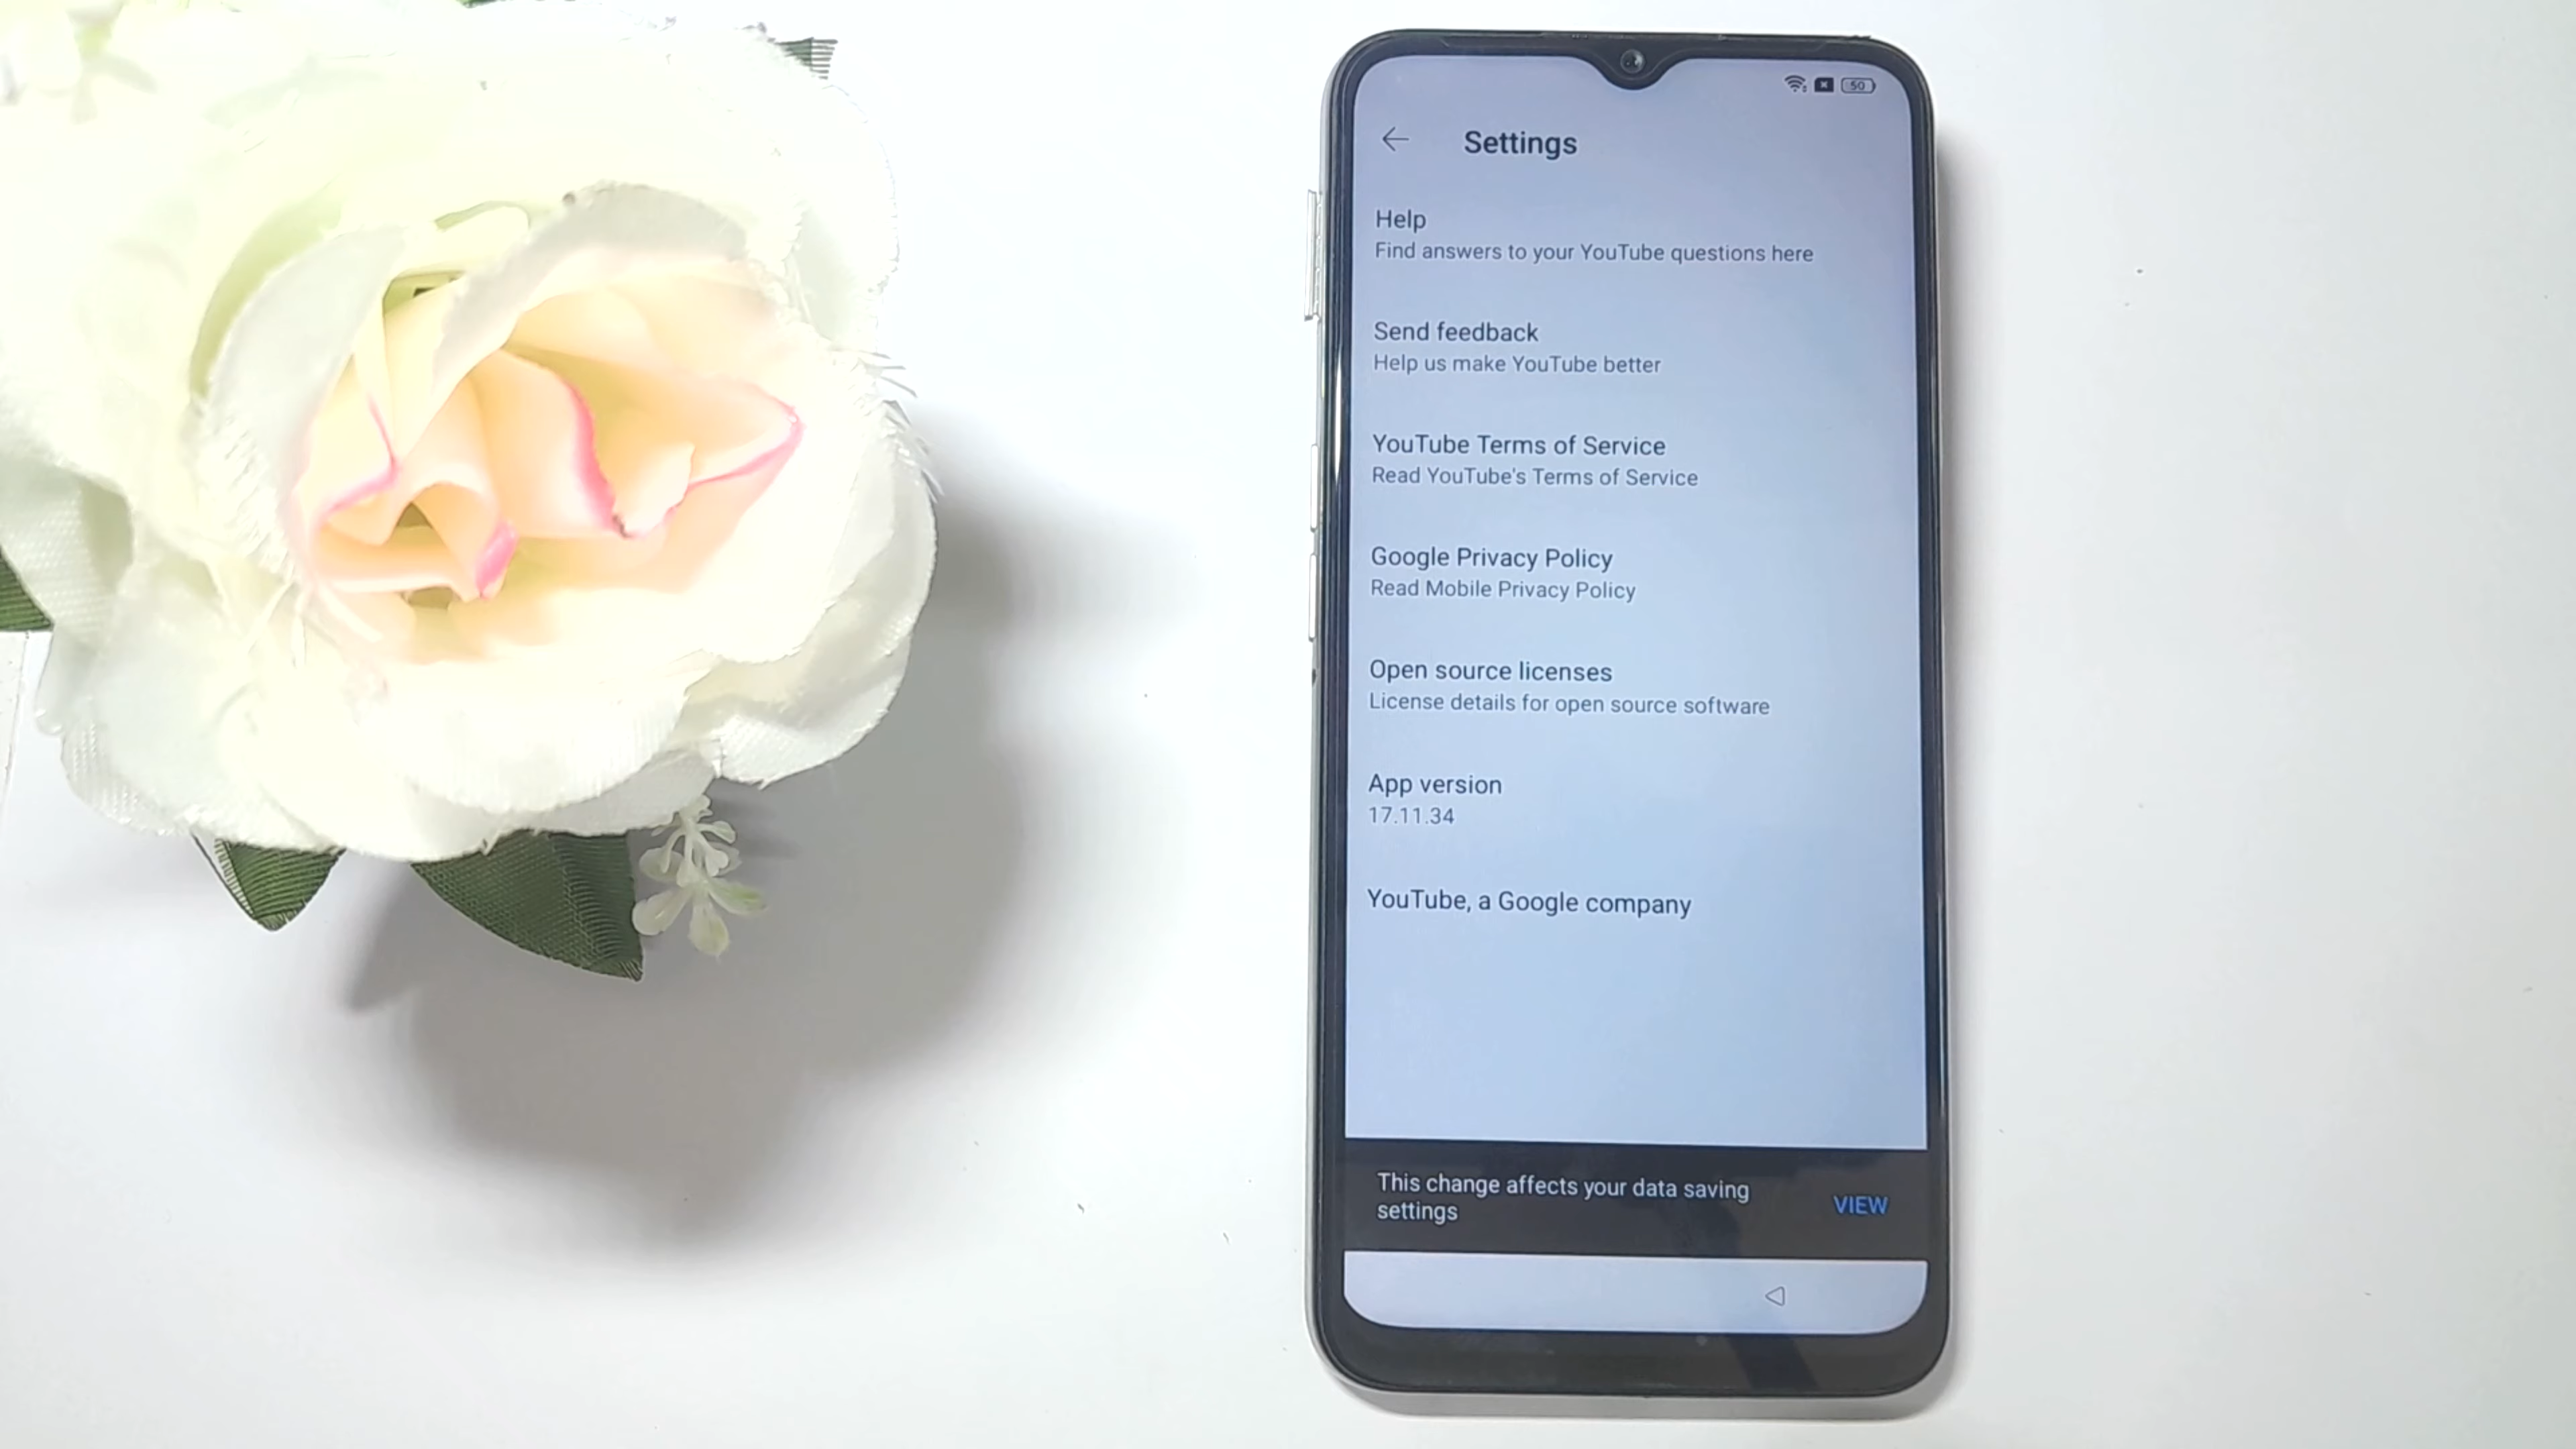 50
Settings
Help
Find answers to your YouTube questions here
Send feedback
Help us make YouTube better
YouTube Terms of Service
Read YouTube's Terms of Service
Google Privacy Policy
Read Mobile Privacy Policy
Open source licenses
License details for open source software
App version
17.11.34
YouTube, a Google company
This change affects your data saving
settings
VIEW